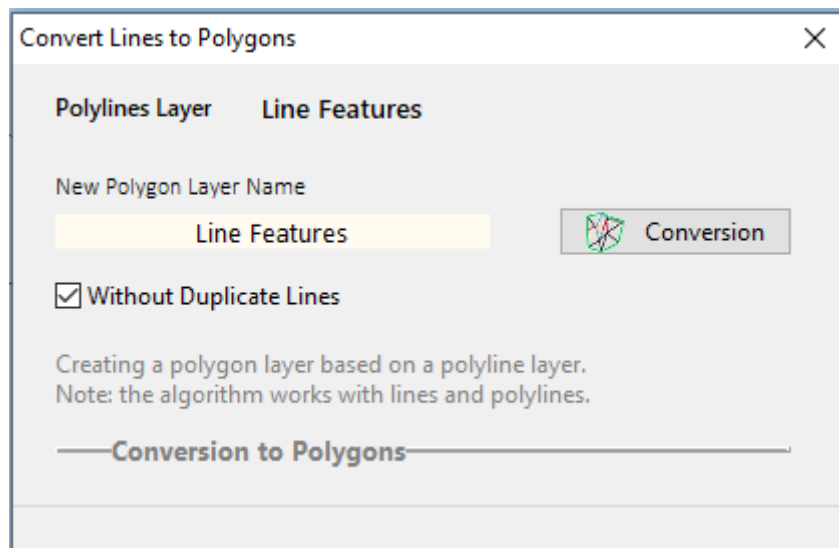 Convert Lines to Polygons
Polylines Layer Line Features
New Polygon Layer Name
Line Features
Conversion
Without Duplicate Lines
Creating a polygon layer based on a polyline layer.
Note: the algorithm works with lines and polylines.
Conversion to Polygons